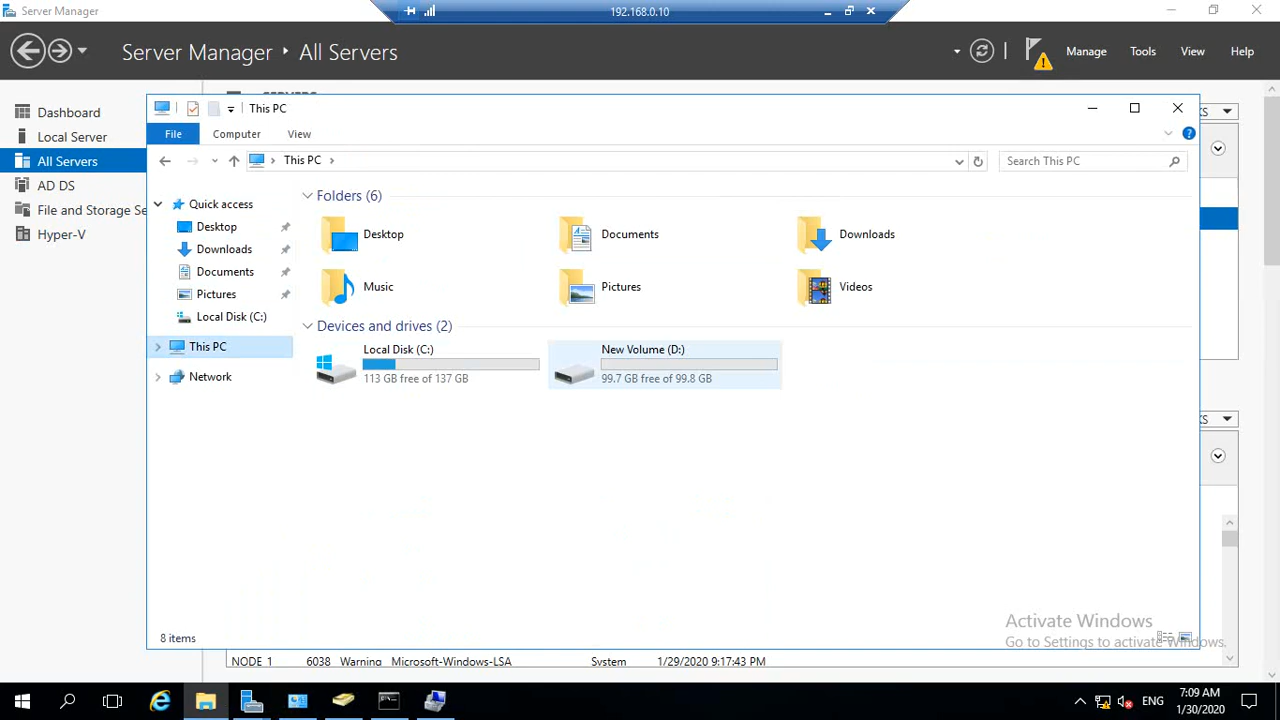 Server Manager
192.168.0.10
Server Manager All Servers
Manage Tools View Help
Dashboard
Local Server
All Servers
AD DS
File and Storage Se
Hyper-V
This PC
File Computer View
This PC
Search This PC
Quick access
Desktop
Downloads
Documents
Pictures
Local Disk (C:)
This PC
Network
Folders (6)
Desktop Documents Downloads
Music Pictures Videos
Devices and drives (2)
Local Disk (C:)
113 GB free of 137 GB
New Volume (D:)
99.7 GB free of 99.8 GB
8 items
Activate Windows
Go to Settings to activate Windows.
NODE 1 6038 Warning Microsoft-Windows-LSA System 1/29/2020 9:17:43 PM
ENG
7:09 AM
1/30/2020